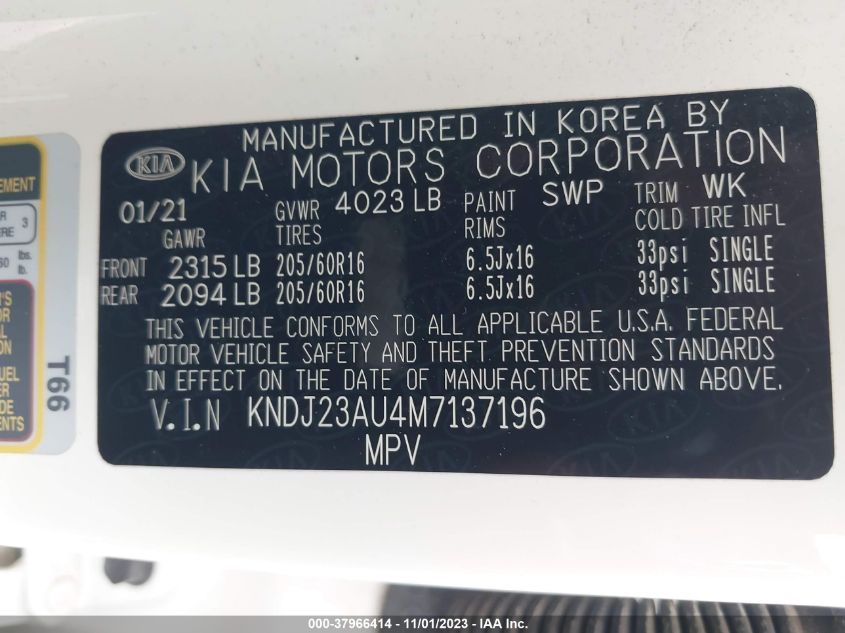 MANUFACTURED IN KOREA BY
KIA KIA MOTORS CORPORATION
01/21 GVWR 4023 LB PAINT SWP TRIM WK
GAWR TIRES RIMS COLD TIRE INFL
FRONT 2315 LB 205/60R16 6.5Jx16 33psi SINGLE
REAR 2094 LB 205/60R16 6.5Jx16 33psi SINGLE
THIS VEHICLE CONFORMS TO ALL APPLICABLE U.S.A. FEDERAL
MOTOR VEHICLE SAFETY AND THEFT PREVENTION STANDARDS
IN EFFECT ON THE DATE OF MANUFACTURE SHOWN ABOVE.
V.I.N KNDJ23AU4M7137196
MPV
3
lbs.
lb.
T66
000-37966414 - 11/01/2023 - IAA Inc.